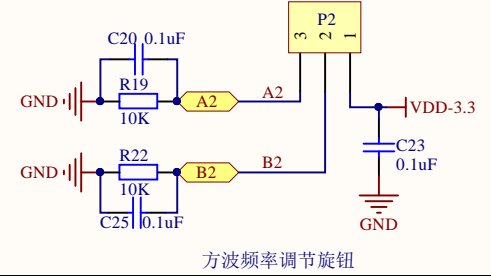 C20 0.1uF
P2
3 2 1
R19
GND
A2
A2
10K
VDD-3.3
R22
C23
0.1uF
GND
B2
B2
10K
C25 0.1uF
GND
方波频率调节旋钮